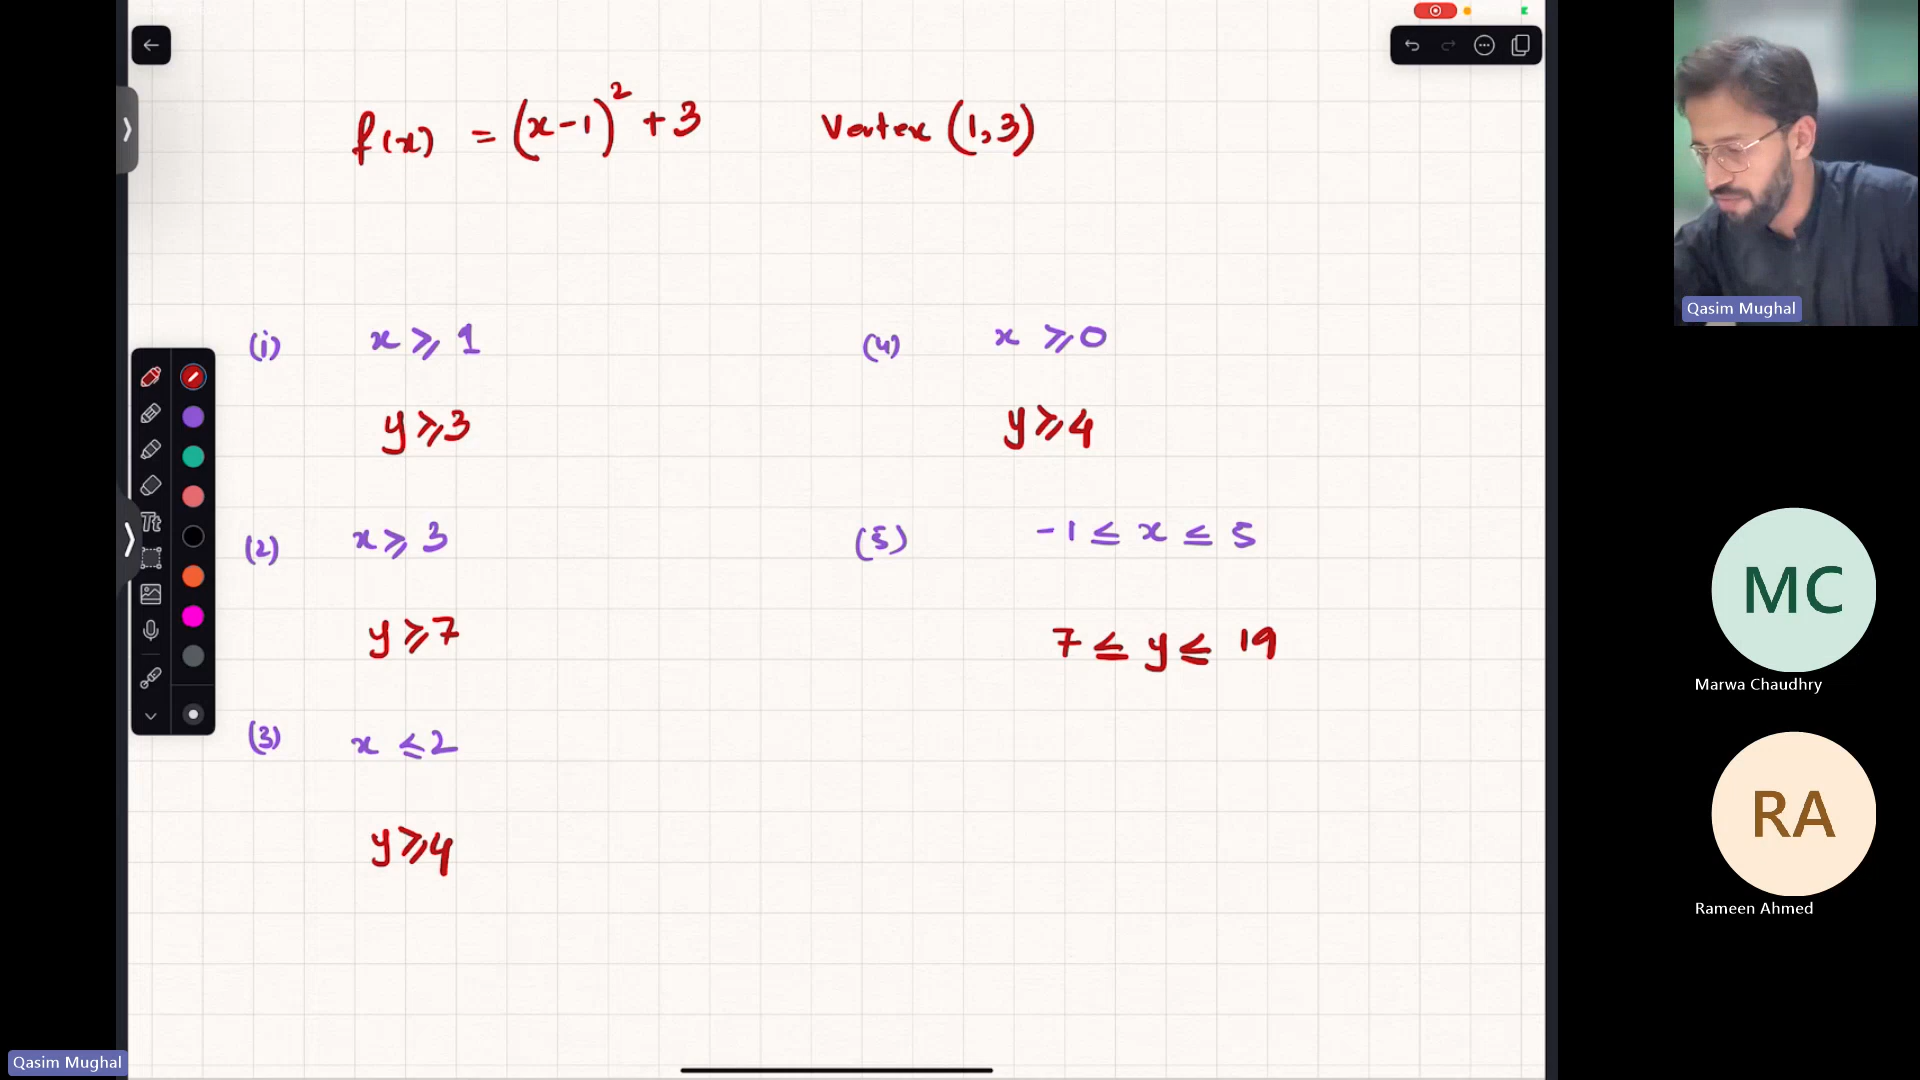 f(x) = (x-1)² + 3
Vertex (1,3)
(1) x ⩾ 1
y ⩾ 3
(2) x ⩾ 3
y ⩾ 7
(3) x ≤ 2
y ⩾ 4
(4) x ⩾ 0
y ⩾ 4
(5) -1 ≤ x ≤ 5
7 ≤ y ≤ 19
Tt
Qasim Mughal
MC
Marwa Chaudhry
RA
Rameen Ahmed
Qasim Mughal